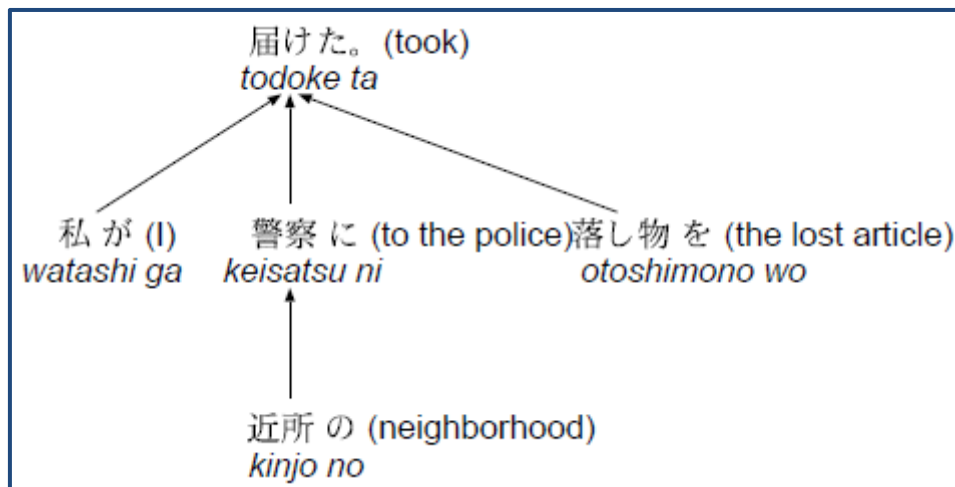 届けた。(took)
todoke ta
私 が (I) 警察 に (to the police)落し物 を (the lost article)
watashi ga keisatsu ni otoshimono wo
近所 の (neighborhood)
kinjo no